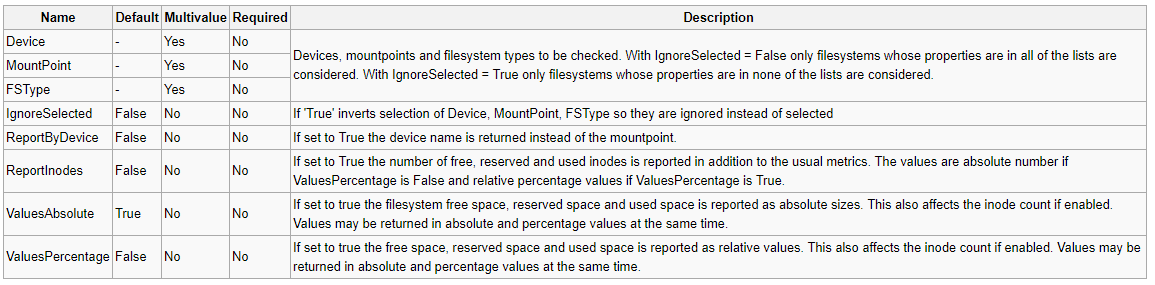 Name Default Multivalue Required Description
Device - Yes No
MountPoint - Yes No
FSType - Yes No
Devices, mountpoints and filesystem types to be checked. With IgnoreSelected = False only filesystems whose properties are in all of the lists are
considered. With IgnoreSelected = True only filesystems whose properties are in none of the lists are considered.
IgnoreSelected False No No If 'True' inverts selection of Device, MountPoint, FSType so they are ignored instead of selected
ReportByDevice False No No If set to True the device name is returned instead of the mountpoint.
ReportInodes False No No If set to True the number of free, reserved and used inodes is reported in addition to the usual metrics. The values are absolute number if
ValuesPercentage is False and relative percentage values if ValuesPercentage is True.
ValuesAbsolute True No No If set to true the filesystem free space, reserved space and used space is reported as absolute sizes. This also affects the inode count if enabled.
Values may be returned in absolute and percentage values at the same time.
ValuesPercentage False No No If set to true the free space, reserved space and used space is reported as relative values. This also affects the inode count if enabled. Values may be
returned in absolute and percentage values at the same time.